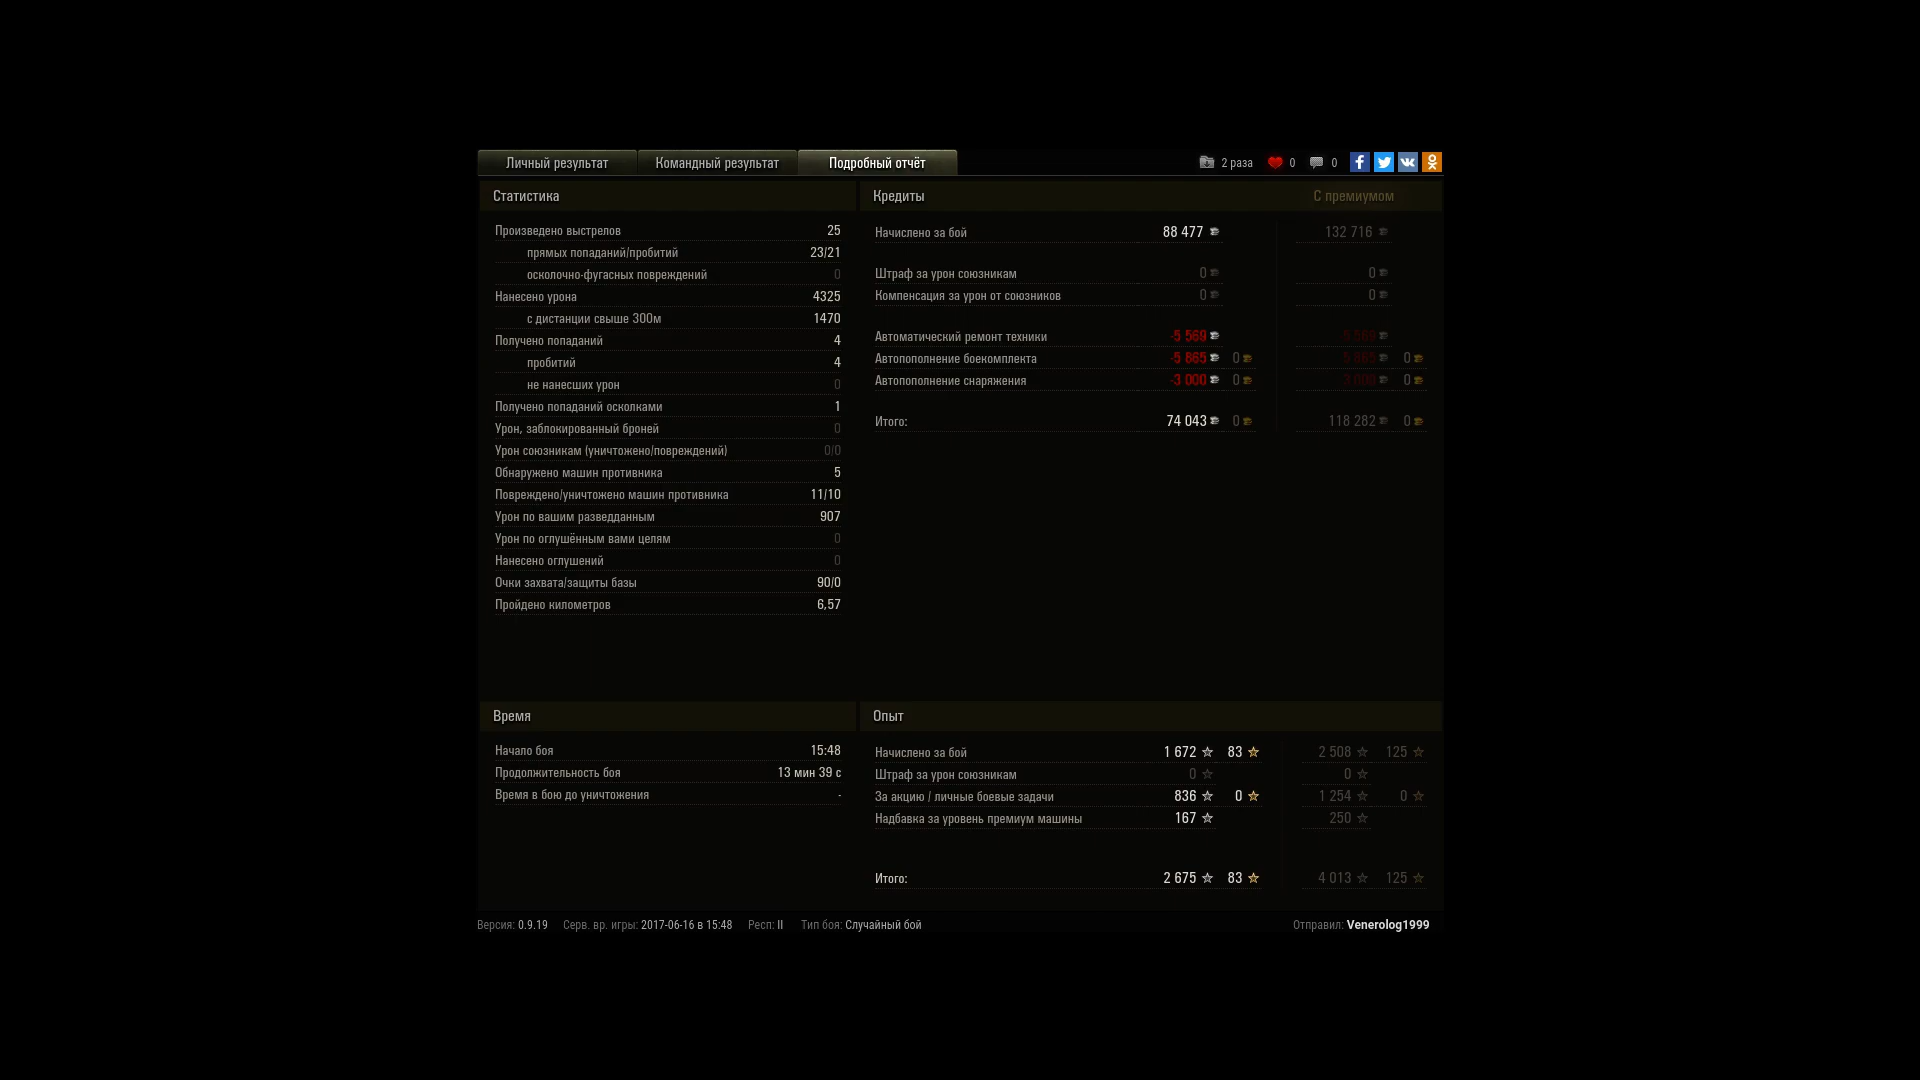 Личный результат Командный результат Подробный отчёт 2 раза 0 0
Статистика
Произведено выстрелов 25
прямых попаданий/пробитий 23/21
осколочно-фугасных повреждений 0
Нанесено урона 4325
с дистанции свыше 300м 1470
Получено попаданий 4
пробитий 4
не нанесших урон 0
Получено попаданий осколками 1
Урон, заблокированный броней 0
Урон союзникам (уничтожено/повреждений) 0/0
Обнаружено машин противника 5
Повреждено/уничтожено машин противника 11/10
Урон по вашим разведданным 907
Урон по оглушённым вами целям 0
Нанесено оглушений 0
Очки захвата/защиты базы 90/0
Пройдено километров 6,57
Кредиты С премиумом
Начислено за бой 88 477 132 716
Штраф за урон союзникам 0 0
Компенсация за урон от союзников 0 0
Автоматический ремонт техники -5 569 -5 569
Автопополнение боекомплекта -5 865 0 -5 865 0
Автопополнение снаряжения -3 000 0 -3 000 0
Итого: 74 043 0 118 282 0
Время
Начало боя 15:48
Продолжительность боя 13 мин 39 с
Время в бою до уничтожения -
Опыт
Начислено за бой 1 672 83 2 508 125
Штраф за урон союзникам 0 0
За акцию / личные боевые задачи 836 0 1 254 0
Надбавка за уровень премиум машины 167 250
Итого: 2 675 83 4 013 125
Версия: 0.9.19 Серв. вр. игры: 2017-06-16 в 15:48 Респ: II Тип боя: Случайный бой Отправил: Venerolog1999